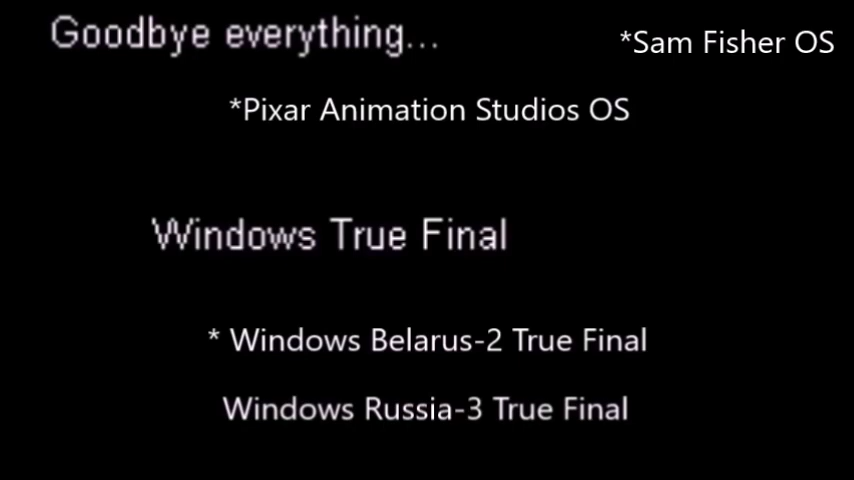 Goodbye everything...
*Sam Fisher OS
*Pixar Animation Studios OS
Windows True Final
* Windows Belarus-2 True Final
Windows Russia-3 True Final